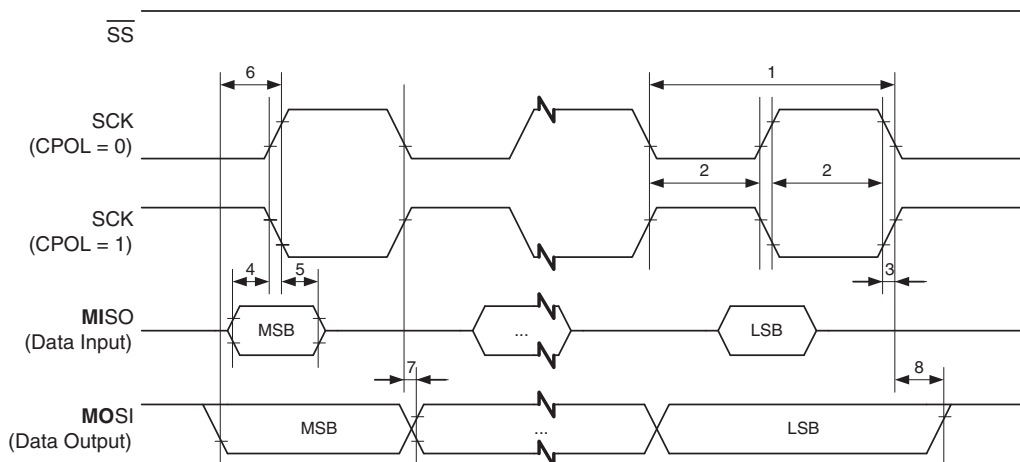 SS
6
1
SCK
(CPOL = 0)
2
2
SCK
(CPOL = 1)
4
5
3
MISO
(Data Input)
MSB
...
LSB
7
8
MOSI
(Data Output)
MSB
...
LSB